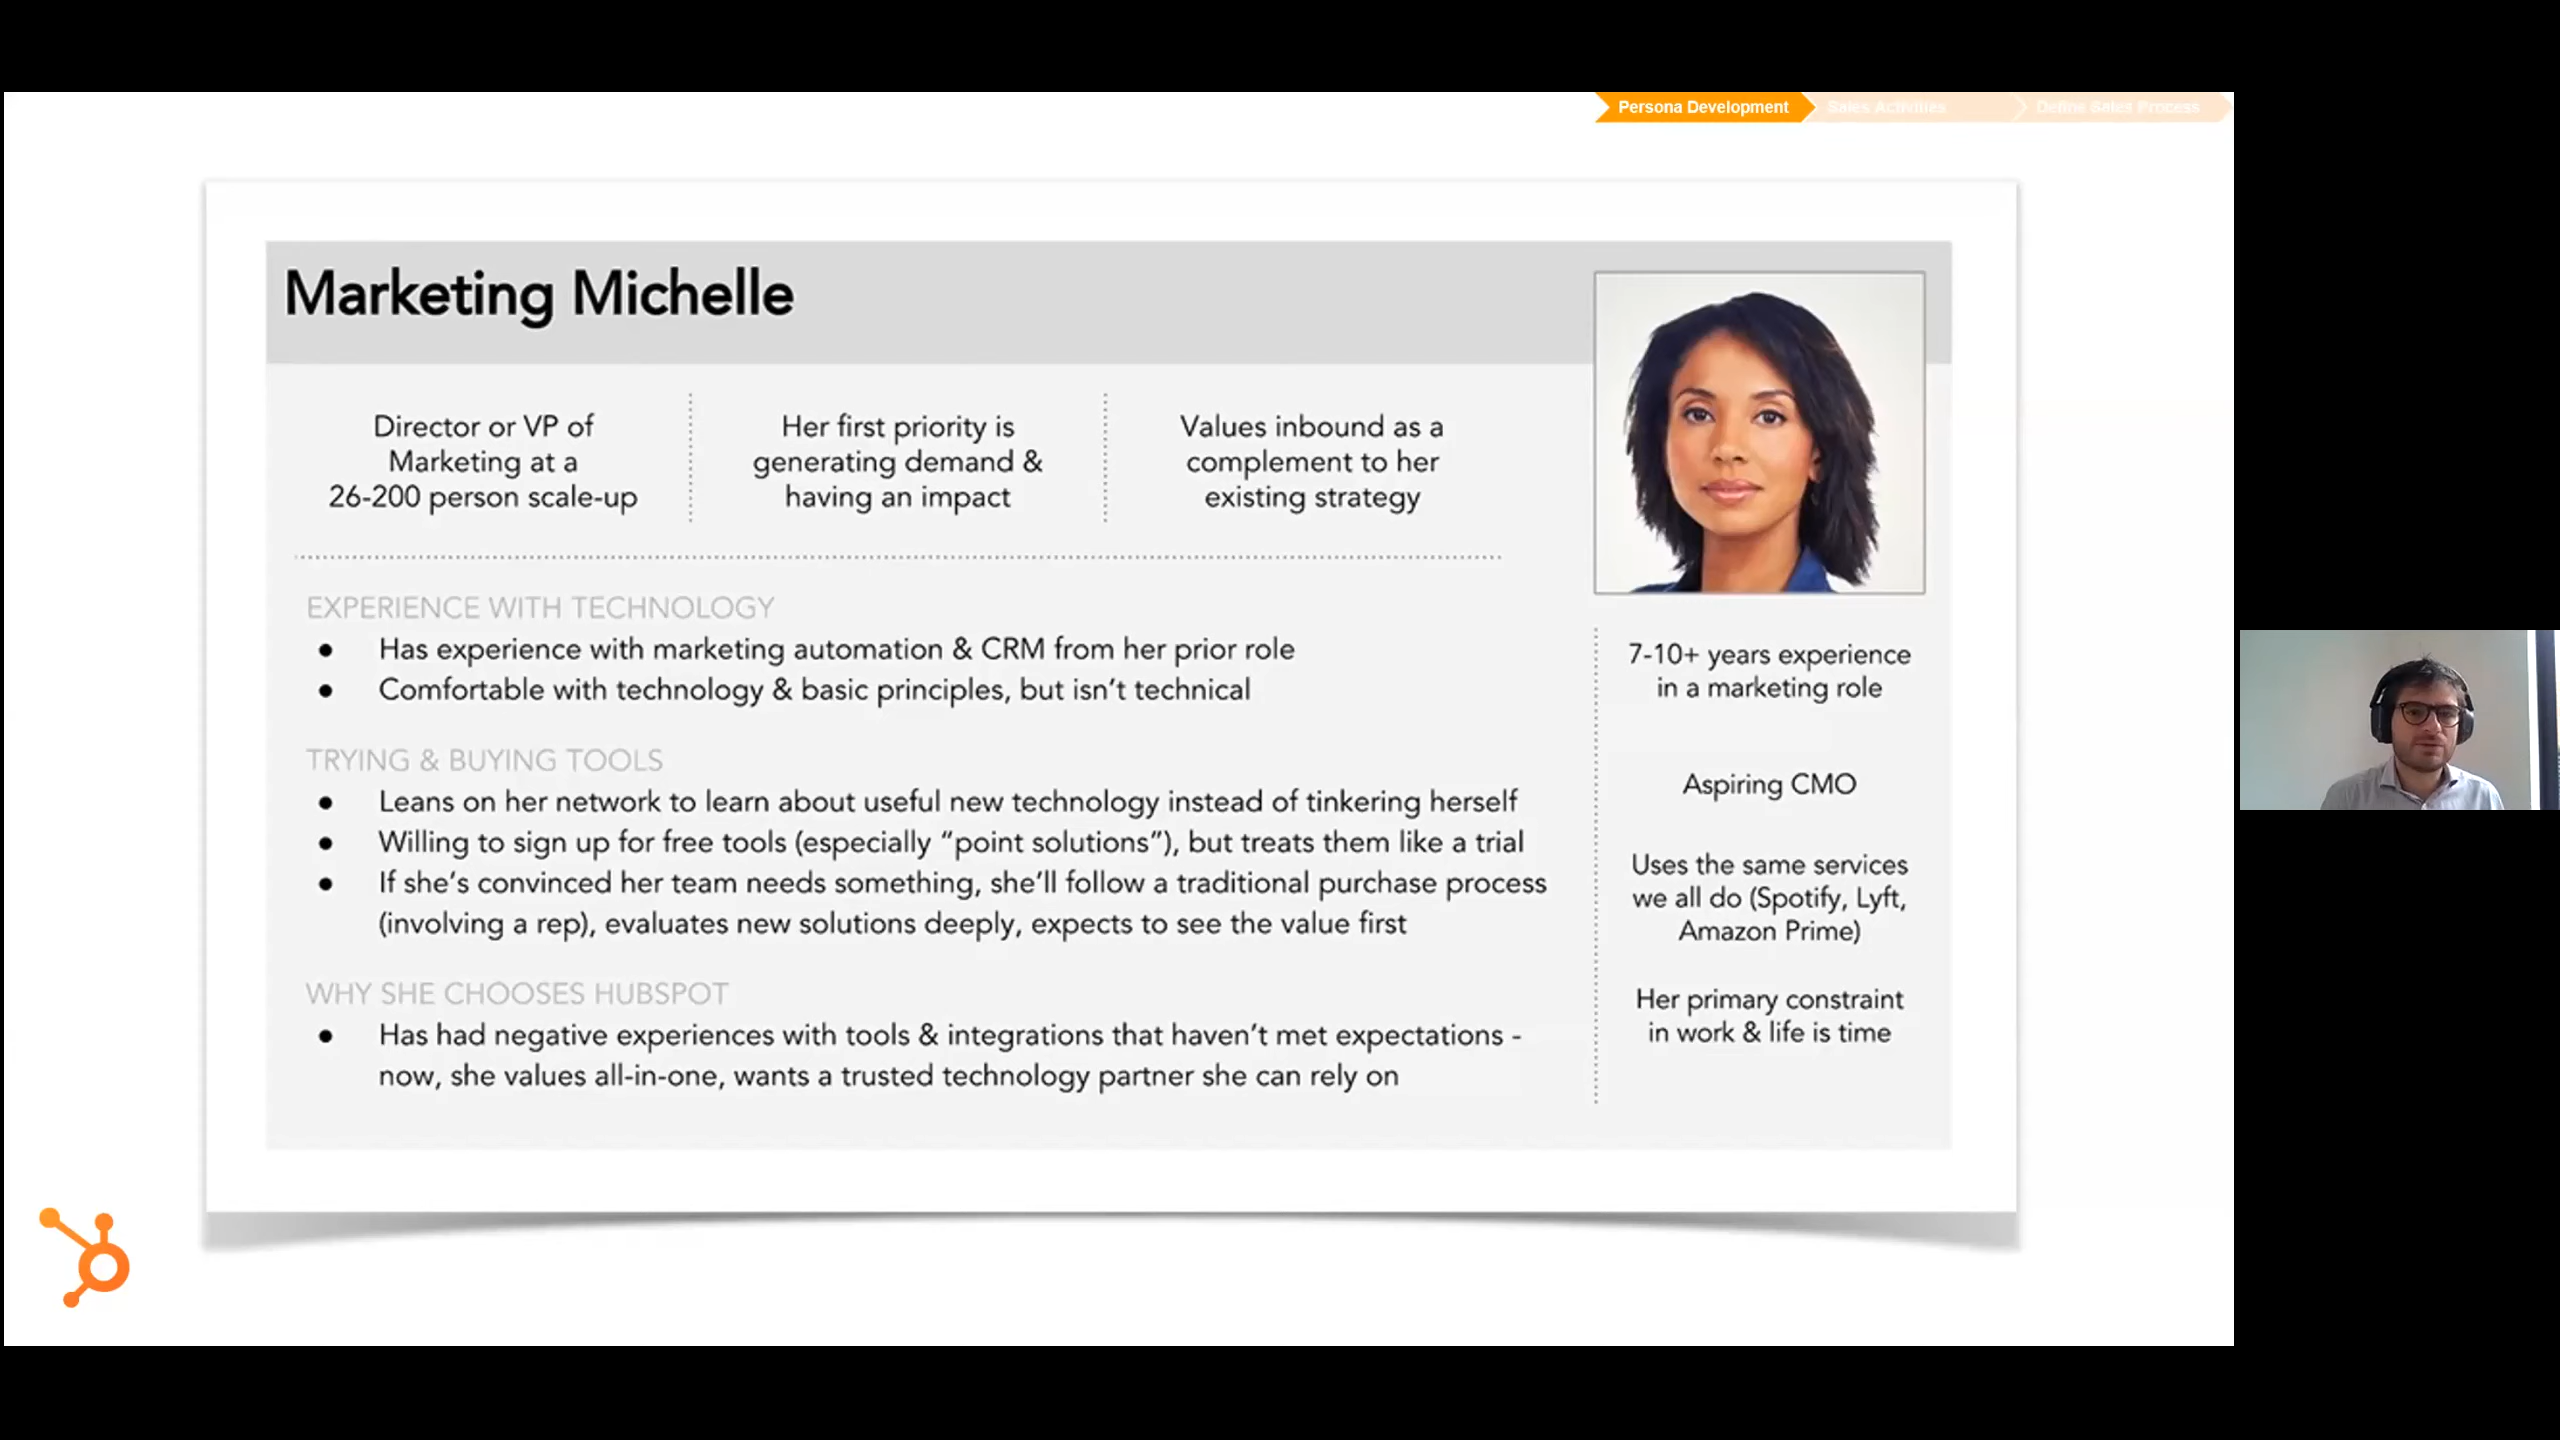 Persona Development
Sales Activities
Define Sales Process
Marketing Michelle
Director or VP of
Marketing at a
26-200 person scale-up
Her first priority is
generating demand &
having an impact
Values inbound as a
complement to her
existing strategy
EXPERIENCE WITH TECHNOLOGY
● Has experience with marketing automation & CRM from her prior role
● Comfortable with technology & basic principles, but isn’t technical
TRYING & BUYING TOOLS
● Leans on her network to learn about useful new technology instead of tinkering herself
● Willing to sign up for free tools (especially “point solutions”), but treats them like a trial
● If she’s convinced her team needs something, she’ll follow a traditional purchase process
(involving a rep), evaluates new solutions deeply, expects to see the value first
WHY SHE CHOOSES HUBSPOT
● Has had negative experiences with tools & integrations that haven’t met expectations -
now, she values all-in-one, wants a trusted technology partner she can rely on
7-10+ years experience
in a marketing role
Aspiring CMO
Uses the same services
we all do (Spotify, Lyft,
Amazon Prime)
Her primary constraint
in work & life is time